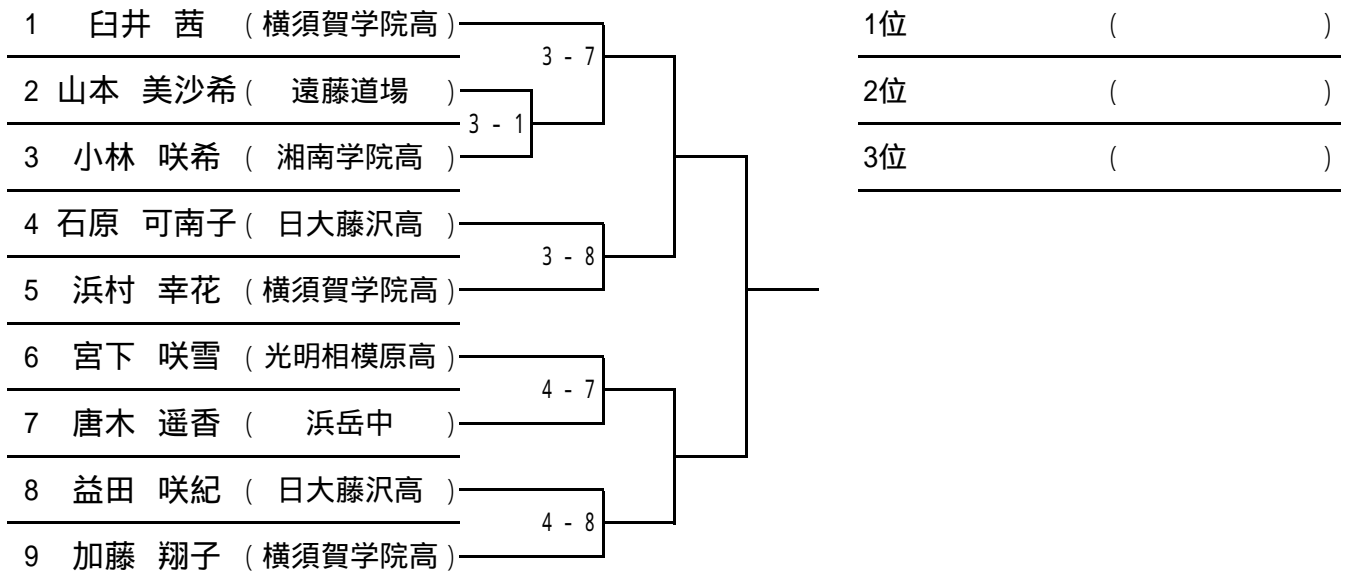 1 臼井 茜 (横須賀学院高)
3 - 7
2 山本 美沙希( 遠藤道場 )
3 - 1
3 小林 咲希 ( 湘南学院高 )
4 石原 可南子( 日大藤沢高 )
3 - 8
5 浜村 幸花 (横須賀学院高)
6 宮下 咲雪 (光明相模原高)
4 - 7
7 唐木 遥香 ( 浜岳中 )
8 益田 咲紀 ( 日大藤沢高 )
4 - 8
9 加藤 翔子 (横須賀学院高)
1位 ( )
2位 ( )
3位 ( )